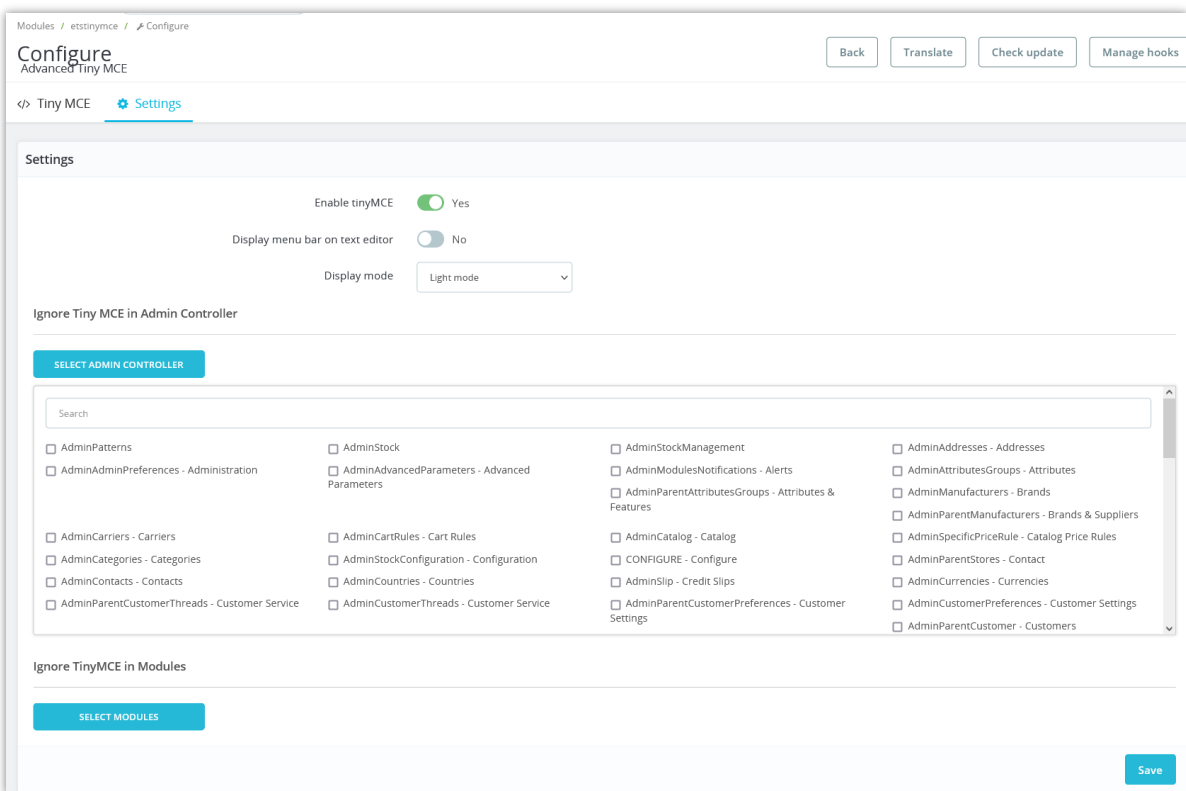 Modules / etstinymce / Configure
Configure
Advanced Tiny MCE
Back Translate Check update Manage hooks
</> Tiny MCE Settings
Settings
Enable tinyMCE Yes
Display menu bar on text editor No
Display mode Light mode
Ignore Tiny MCE in Admin Controller
SELECT ADMIN CONTROLLER
Search
AdminPatterns AdminStock AdminStockManagement AdminAddresses - Addresses
AdminAdminPreferences - Administration AdminAdvancedParameters - Advanced AdminModulesNotifications - Alerts AdminAttributesGroups - Attributes
Parameters
AdminParentAttributesGroups - Attributes & AdminManufacturers - Brands
Features
AdminParentManufacturers - Brands & Suppliers
AdminCarriers - Carriers AdminCartRules - Cart Rules AdminCatalog - Catalog AdminSpecificPriceRule - Catalog Price Rules
AdminCategories - Categories AdminStockConfiguration - Configuration CONFIGURE - Configure AdminParentStores - Contact
AdminContacts - Contacts AdminCountries - Countries AdminSlip - Credit Slips AdminCurrencies - Currencies
AdminParentCustomerThreads - Customer Service AdminCustomerThreads - Customer Service AdminParentCustomerPreferences - Customer AdminCustomerPreferences - Customer Settings
Settings
AdminParentCustomer - Customers
Ignore TinyMCE in Modules
SELECT MODULES
Save